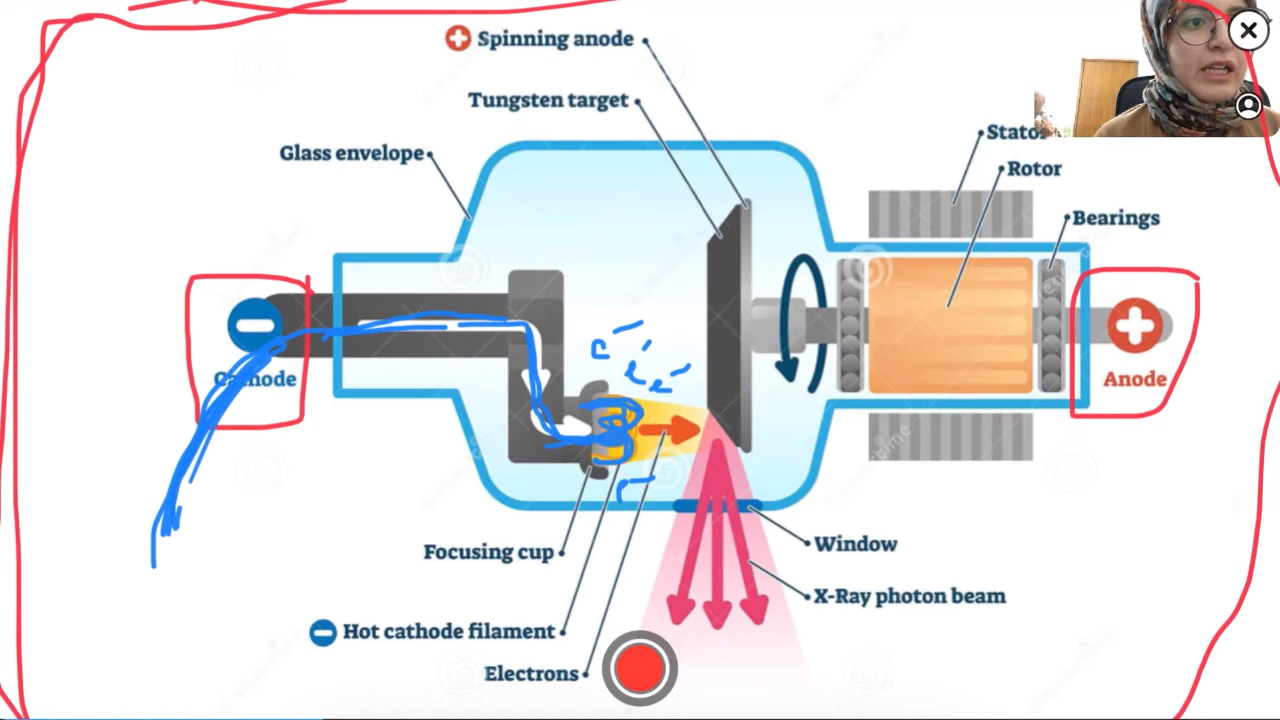 Spinning anode
Tungsten target
Glass envelope
Stator
Rotor
Bearings
Cathode
Anode
e⁻
e⁻
Focusing cup
Window
X-Ray photon beam
Hot cathode filament
Electrons